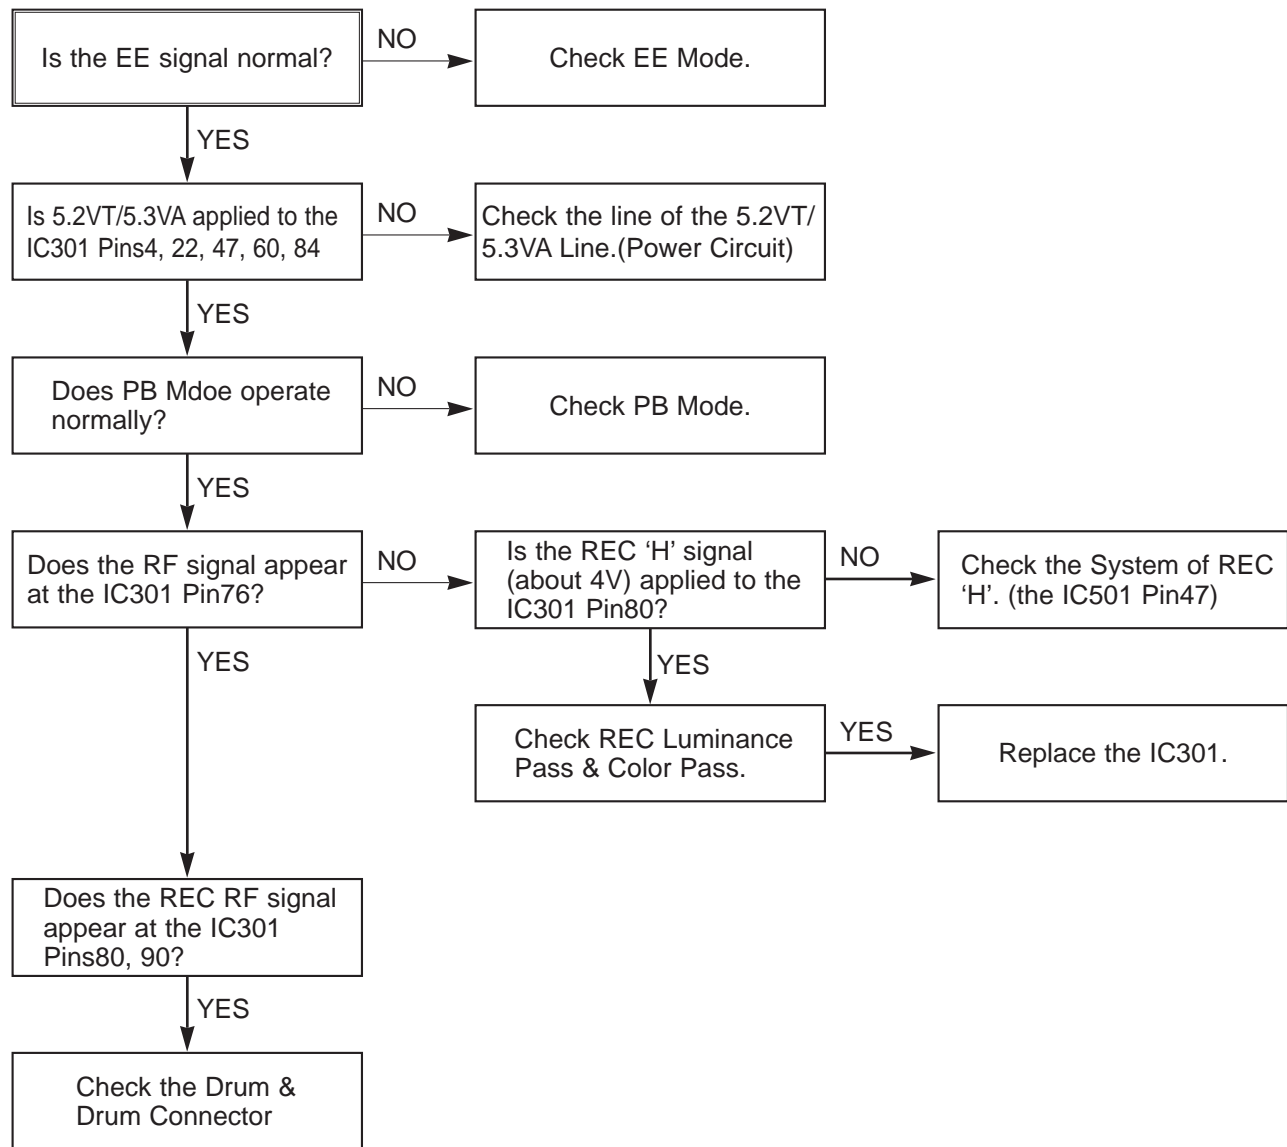 Is the EE signal normal?
NO
Check EE Mode.
YES
Is 5.2VT/5.3VA applied to the
IC301 Pins4, 22, 47, 60, 84
NO
Check the line of the 5.2VT/
5.3VA Line.(Power Circuit)
YES
Does PB Mdoe operate
normally?
NO
Check PB Mode.
YES
Does the RF signal appear
at the IC301 Pin76?
NO
Is the REC ‘H’ signal
(about 4V) applied to the
IC301 Pin80?
NO
Check the System of REC
‘H’. (the IC501 Pin47)
YES
YES
Check REC Luminance
Pass & Color Pass.
YES
Replace the IC301.
Does the REC RF signal
appear at the IC301
Pins80, 90?
YES
Check the Drum &
Drum Connector